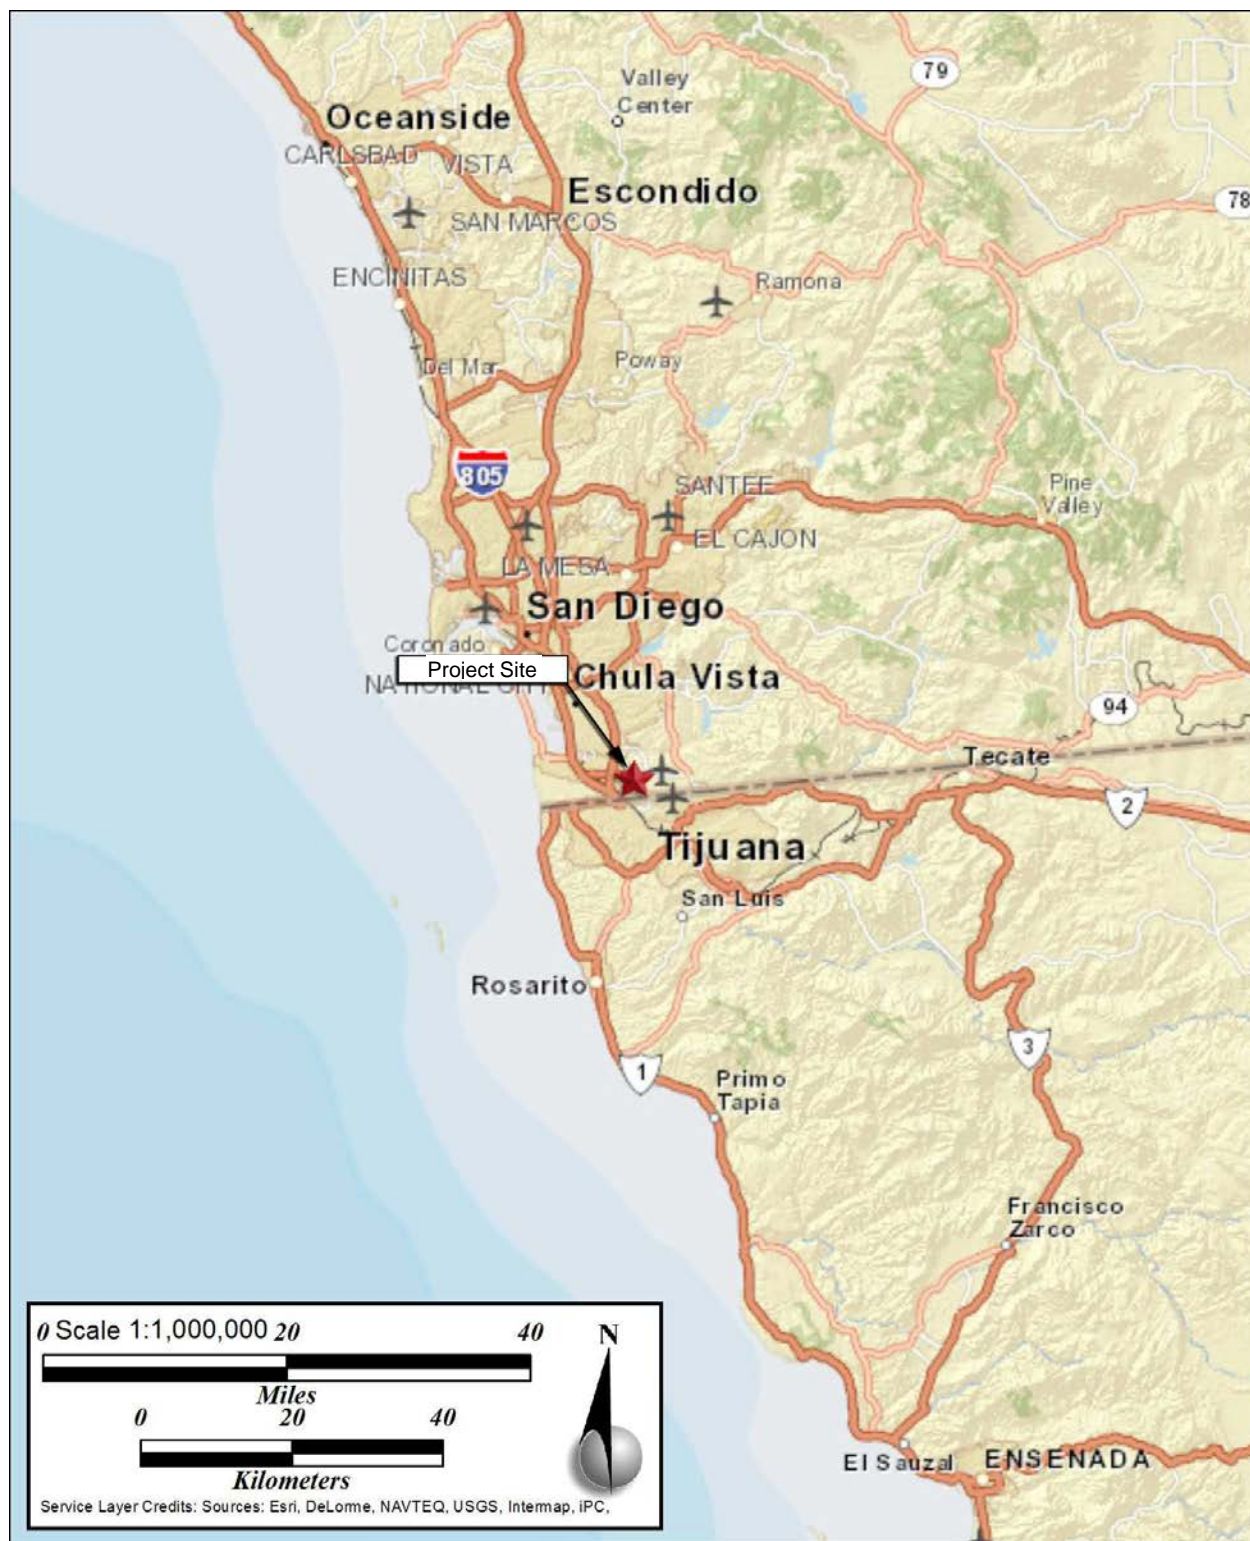 79
Valley
Center
Oceanside
CARLSBAD
VISTA
Escondido
78
SAN MARCOS
ENCINITAS
Ramona
Del Mar
Poway
805
SANTEE
Pine
Valley
EL CAJON
LA MESA
San Diego
Coronado
Project Site
Chula Vista
NATIONAL CITY
94
Tecate
2
Tijuana
San Luis
Rosarito
3
1
Primo
Tapia
Francisco
Zarco
El Sauzal
ENSENADA
0 Scale 1:1,000,000 20 40
N
Miles
0 20 40
Kilometers
Service Layer Credits: Sources: Esri, DeLorme, NAVTEQ, USGS, Intermap, iPC,